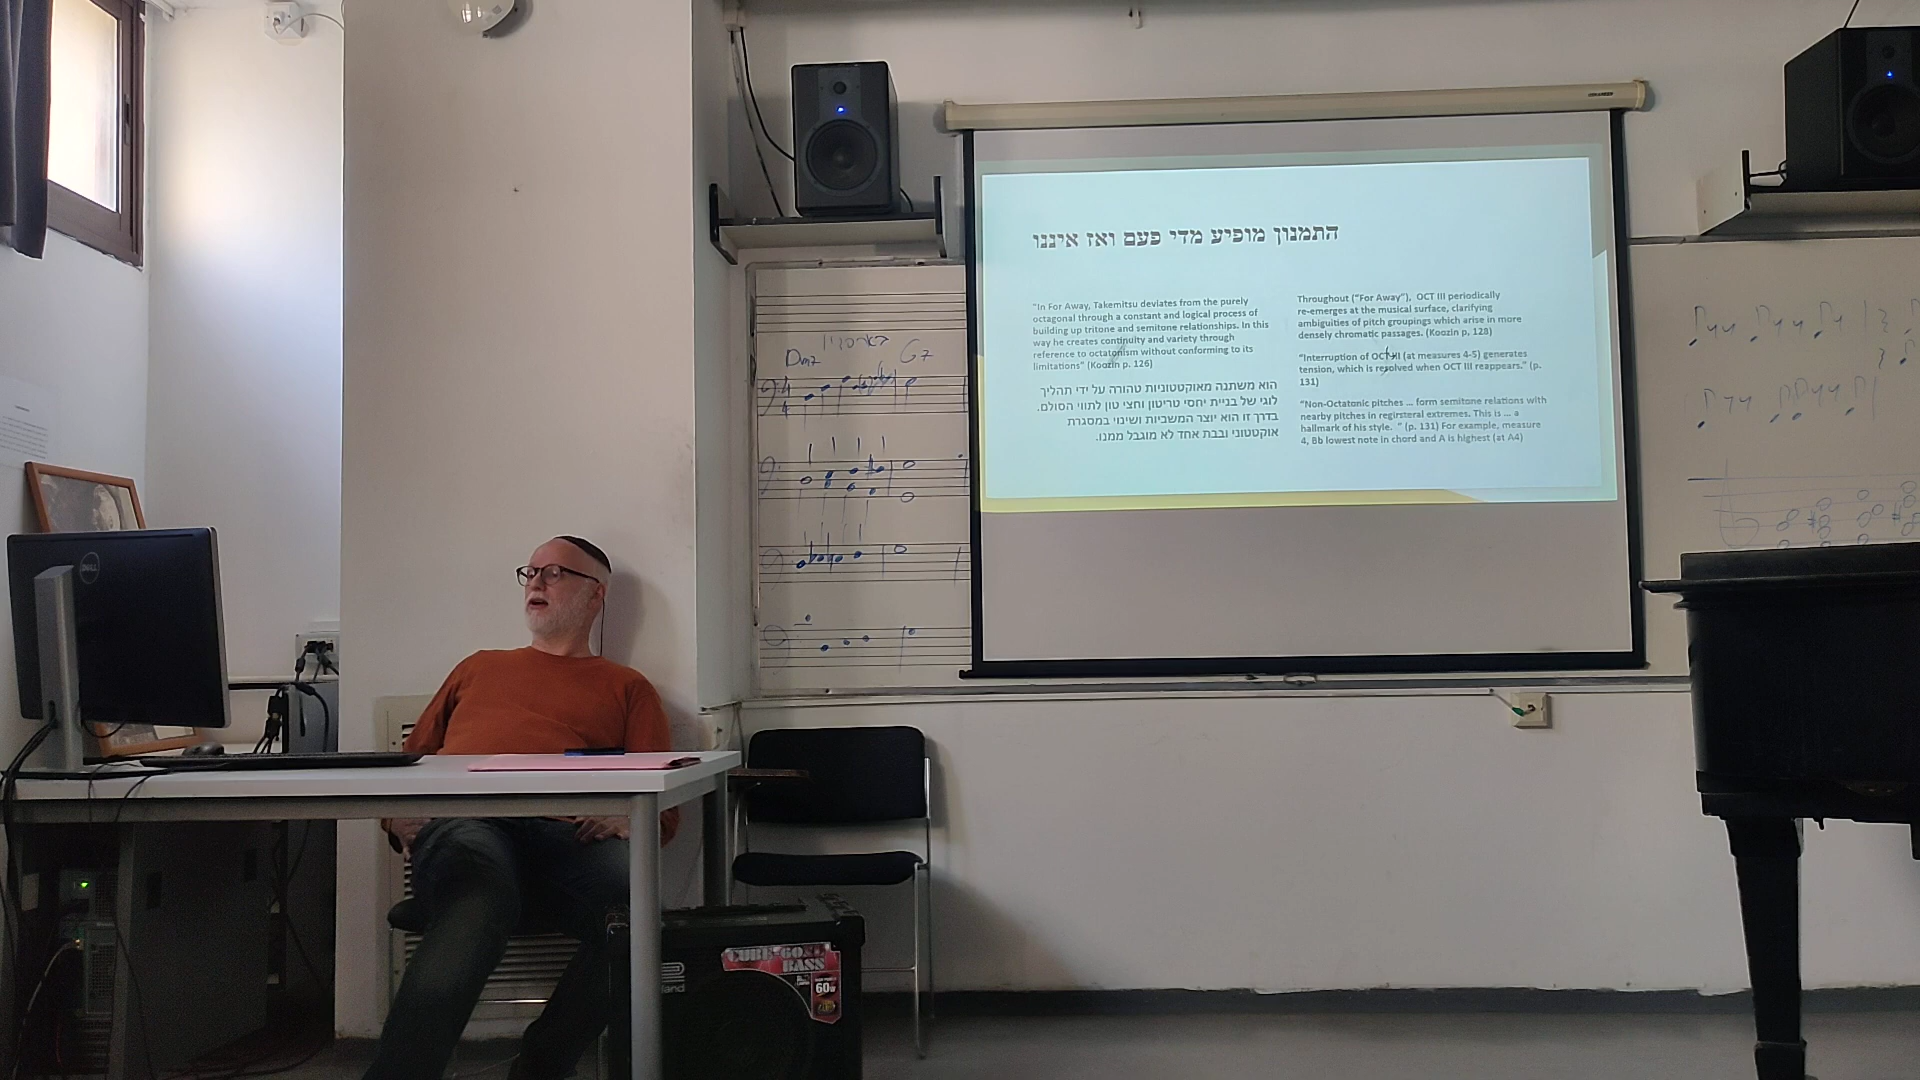 התמנון מופיע מדי פעם ואז איננו
"In For Away, Takemitsu deviates from the purely
octagonal through a constant and logical process of
building up tritone and semitone relationships. In this
way he creates continuity and variety through
reference to octatonism without conforming to its
limitations" (Koozin p. 126)
הוא משתנה מאוקטטוניות טהורה על ידי תהליך
לוגי של בניית יחסי טריטון וחצי טון לתווי הסולם.
בדרך זו הוא יוצר המשכיות ושינוי במסגרת
אוקטטוני ובבת אחד לא מוגבל ממנו.
Throughout ("For Away"), OCT III periodically
re-emerges at the musical surface, clarifying
ambiguities of pitch groupings which arise in more
densely chromatic passages. (Koozin p. 128)
"Interruption of OCT III (at measures 4-5) generates
tension, which is resolved when OCT III reappears." (p.
131)
"Non-Octatonic pitches ... form semitone relations with
nearby pitches in regirsteral extremes. This is ... a
hallmark of his style. " (p. 131) For example, measure
4, Bb lowest note in chord and A is highest (at A4)
Dm7 G7
4
4
DELL
CUBE-60XL
BASS
60W